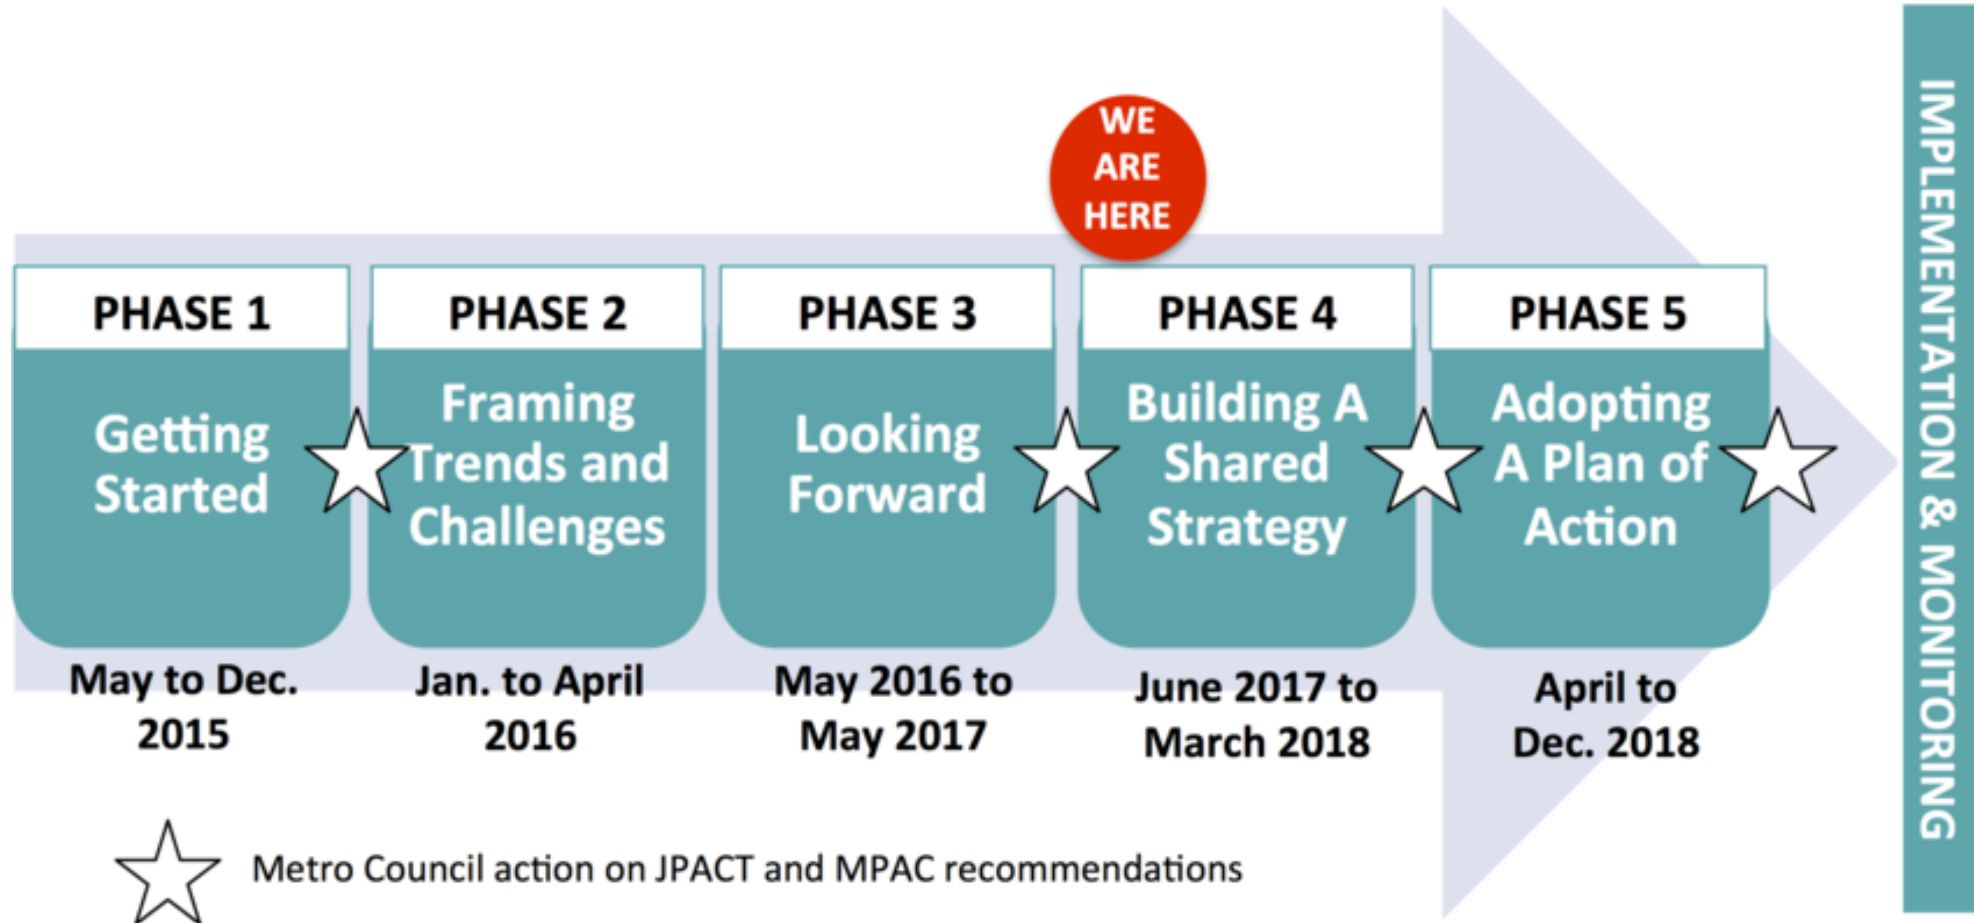 WE
ARE
HERE
PHASE 1
Getting
Started
May to Dec.
2015
PHASE 2
Framing
Trends and
Challenges
Jan. to April
2016
PHASE 3
Looking
Forward
May 2016 to
May 2017
PHASE 4
Building A
Shared
Strategy
June 2017 to
March 2018
PHASE 5
Adopting
A Plan of
Action
April to
Dec. 2018
IMPLEMENTATION & MONITORING
Metro Council action on JPACT and MPAC recommendations